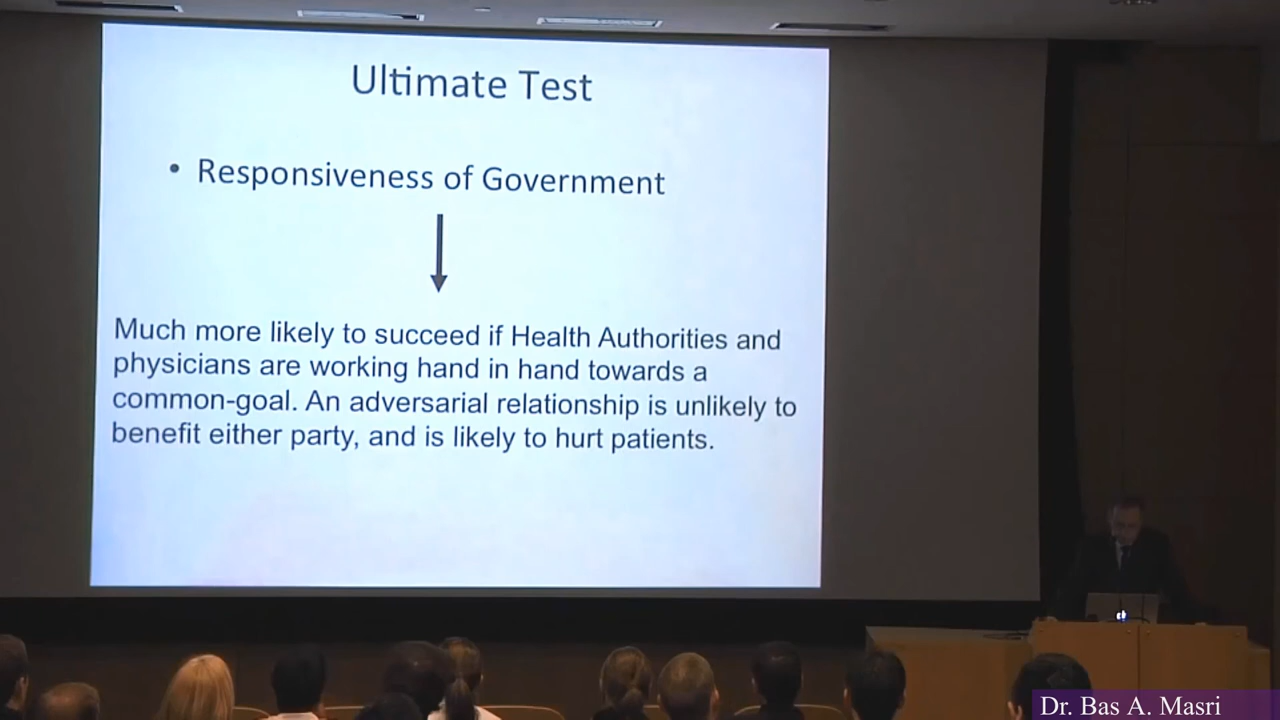 Ultimate Test
• Responsiveness of Government
Much more likely to succeed if Health Authorities and
physicians are working hand in hand towards a
common-goal. An adversarial relationship is unlikely to
benefit either party, and is likely to hurt patients.
Dr. Bas A. Masri